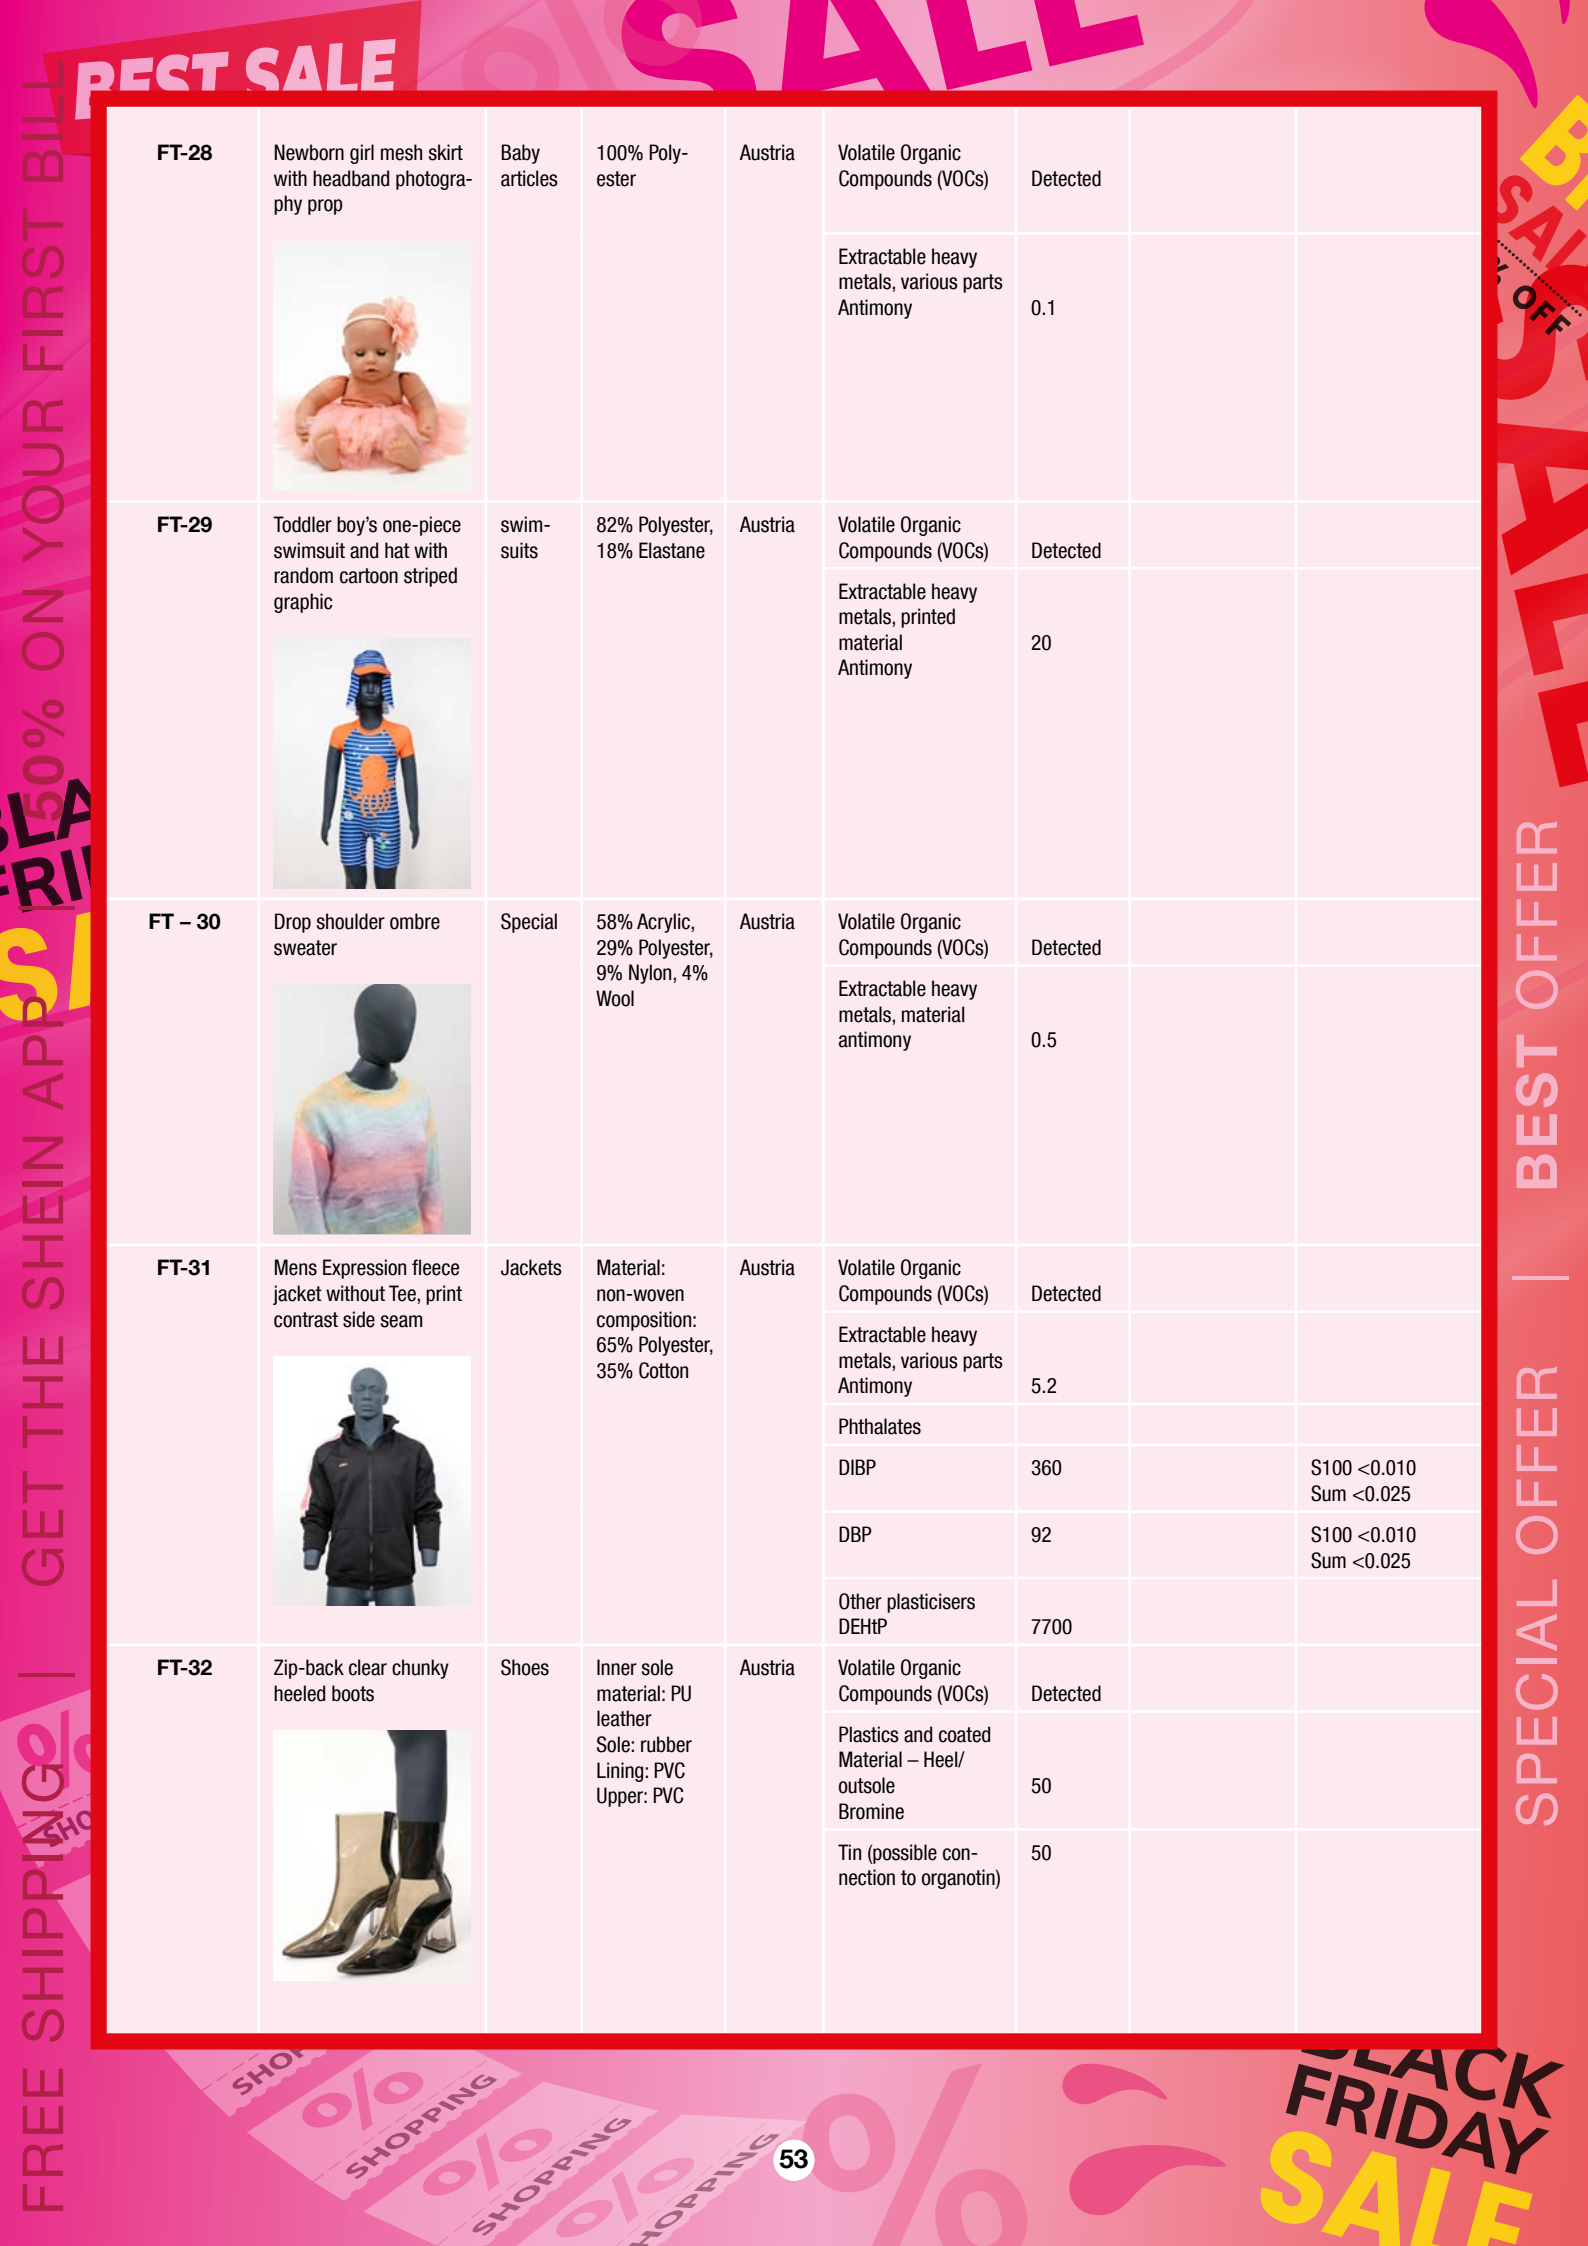 BEST SALE
SALE
FREE SHIPPING | GET THE SHEIN APP | 50% ON YOUR FIRST BILL
FT-28
Newborn girl mesh skirt
with headband photogra-
phy prop
Baby
articles
100% Poly-
ester
Austria
Volatile Organic
Compounds (VOCs)
Detected
Extractable heavy
metals, various parts
Antimony
0.1
FT-29
Toddler boy’s one-piece
swimsuit and hat with
random cartoon striped
graphic
swim-
suits
82% Polyester,
18% Elastane
Austria
Volatile Organic
Compounds (VOCs)
Detected
Extractable heavy
metals, printed
material
Antimony
20
FT – 30
Drop shoulder ombre
sweater
Special
58% Acrylic,
29% Polyester,
9% Nylon, 4%
Wool
Austria
Volatile Organic
Compounds (VOCs)
Detected
Extractable heavy
metals, material
antimony
0.5
FT-31
Mens Expression fleece
jacket without Tee, print
contrast side seam
Jackets
Material:
non-woven
composition:
65% Polyester,
35% Cotton
Austria
Volatile Organic
Compounds (VOCs)
Detected
Extractable heavy
metals, various parts
Antimony
5.2
Phthalates
DIBP
360
S100 <0.010
Sum <0.025
DBP
92
S100 <0.010
Sum <0.025
Other plasticisers
DEHtP
7700
FT-32
Zip-back clear chunky
heeled boots
Shoes
Inner sole
material: PU
leather
Sole: rubber
Lining: PVC
Upper: PVC
Austria
Volatile Organic
Compounds (VOCs)
Detected
Plastics and coated
Material – Heel/
outsole
Bromine
50
Tin (possible con-
nection to organotin)
50
% OFF
SALE
SPECIAL OFFER | BEST OFFER
SHOPPING
SHOPPING
53
BLACK
FRIDAY
SALE